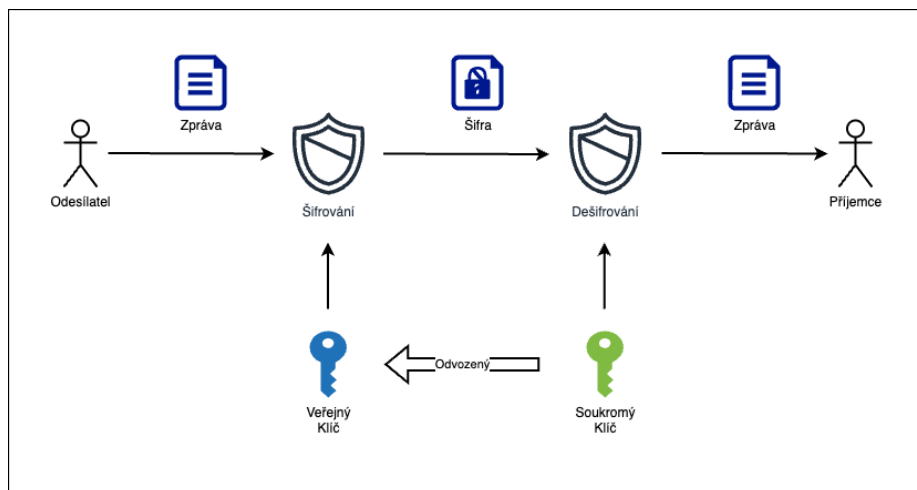 Zpráva
Šifra
Zpráva
Odesílatel
Šifrování
Dešifrování
Příjemce
Odvozený
Veřejný
Klíč
Soukromý
Klíč